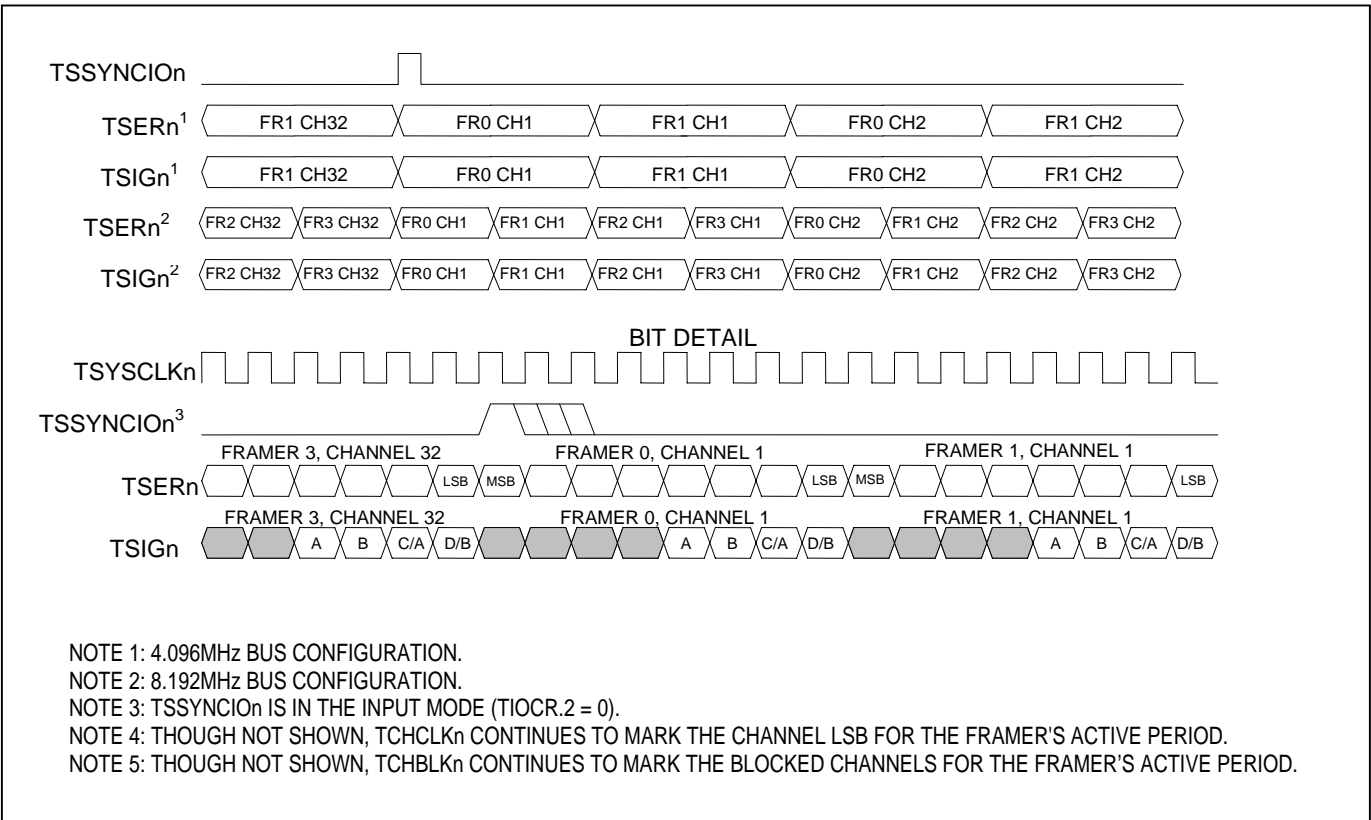 TSSYNCIOn
TSERn1 FR1 CH32 FR0 CH1 FR1 CH1 FR0 CH2 FR1 CH2
TSIGn1 FR1 CH32 FR0 CH1 FR1 CH1 FR0 CH2 FR1 CH2
TSERn2 FR2 CH32 FR3 CH32 FR0 CH1 FR1 CH1 FR2 CH1 FR3 CH1 FR0 CH2 FR1 CH2 FR2 CH2 FR3 CH2
TSIGn2 FR2 CH32 FR3 CH32 FR0 CH1 FR1 CH1 FR2 CH1 FR3 CH1 FR0 CH2 FR1 CH2 FR2 CH2 FR3 CH2
BIT DETAIL
TSYSCLKn
TSSYNCIOn3
FRAMER 3, CHANNEL 32 FRAMER 0, CHANNEL 1 FRAMER 1, CHANNEL 1
TSERn LSB MSB LSB MSB LSB
FRAMER 3, CHANNEL 32 FRAMER 0, CHANNEL 1 FRAMER 1, CHANNEL 1
TSIGn A B C/A D/B A B C/A D/B A B C/A D/B
NOTE 1: 4.096MHz BUS CONFIGURATION.
NOTE 2: 8.192MHz BUS CONFIGURATION.
NOTE 3: TSSYNCIOn IS IN THE INPUT MODE (TIOCR.2 = 0).
NOTE 4: THOUGH NOT SHOWN, TCHCLKn CONTINUES TO MARK THE CHANNEL LSB FOR THE FRAMER'S ACTIVE PERIOD.
NOTE 5: THOUGH NOT SHOWN, TCHBLKn CONTINUES TO MARK THE BLOCKED CHANNELS FOR THE FRAMER'S ACTIVE PERIOD.